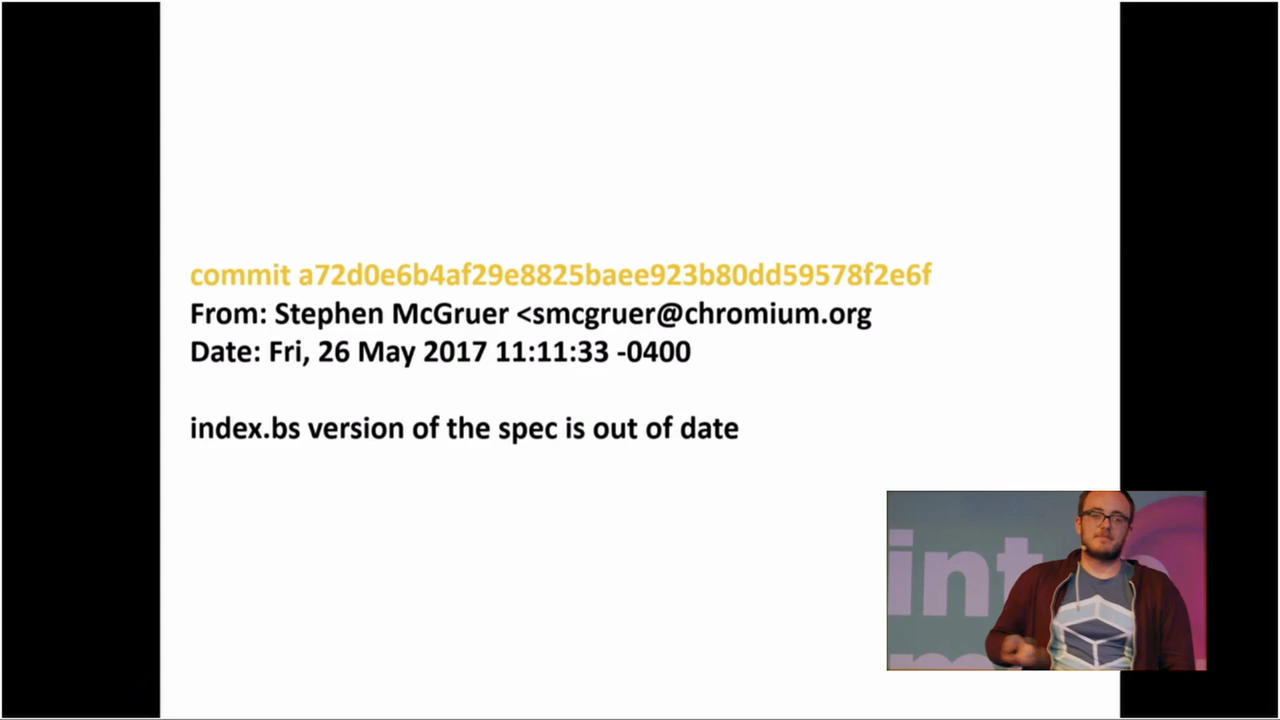 commit a72d0e6b4af29e8825baee923b80dd59578f2e6f
From: Stephen McGruer <smcgruer@chromium.org
Date: Fri, 26 May 2017 11:11:33 -0400
index.bs version of the spec is out of date